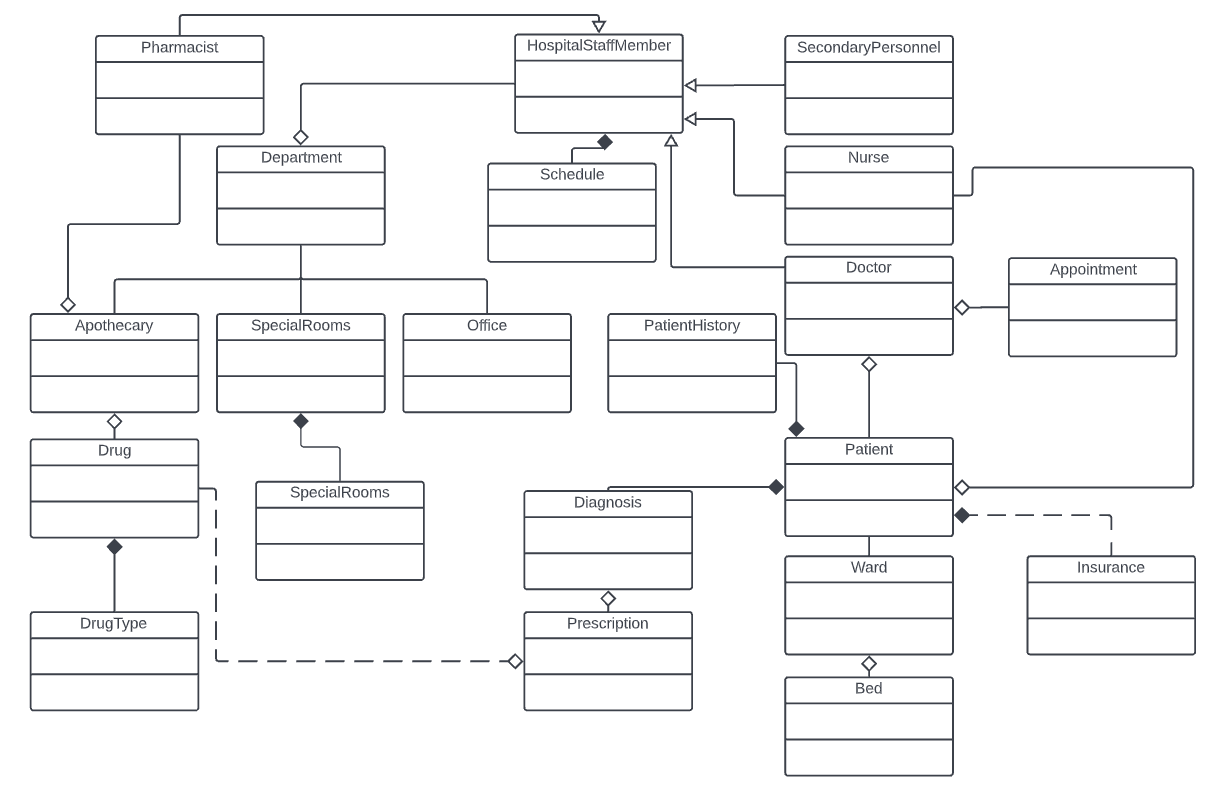 Pharmacist
HospitalStaffMember
SecondaryPersonnel
Department
Schedule
Nurse
Doctor
Appointment
Apothecary
SpecialRooms
Office
PatientHistory
Drug
SpecialRooms
Diagnosis
Patient
DrugType
Prescription
Ward
Insurance
Bed